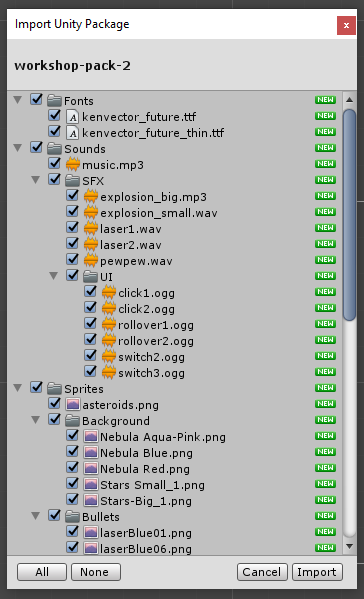 Import Unity Package
x
workshop-pack-2
Fonts NEW
A kenvector_future.ttf NEW
A kenvector_future_thin.ttf NEW
Sounds NEW
music.mp3 NEW
SFX NEW
explosion_big.mp3 NEW
explosion_small.wav NEW
laser1.wav NEW
laser2.wav NEW
pewpew.wav NEW
UI NEW
click1.ogg NEW
click2.ogg NEW
rollover1.ogg NEW
rollover2.ogg NEW
switch2.ogg NEW
switch3.ogg NEW
Sprites NEW
asteroids.png NEW
Background NEW
Nebula Aqua-Pink.png NEW
Nebula Blue.png NEW
Nebula Red.png NEW
Stars Small_1.png NEW
Stars-Big_1.png NEW
Bullets NEW
laserBlue01.png NEW
laserBlue06.png NEW
All None Cancel Import